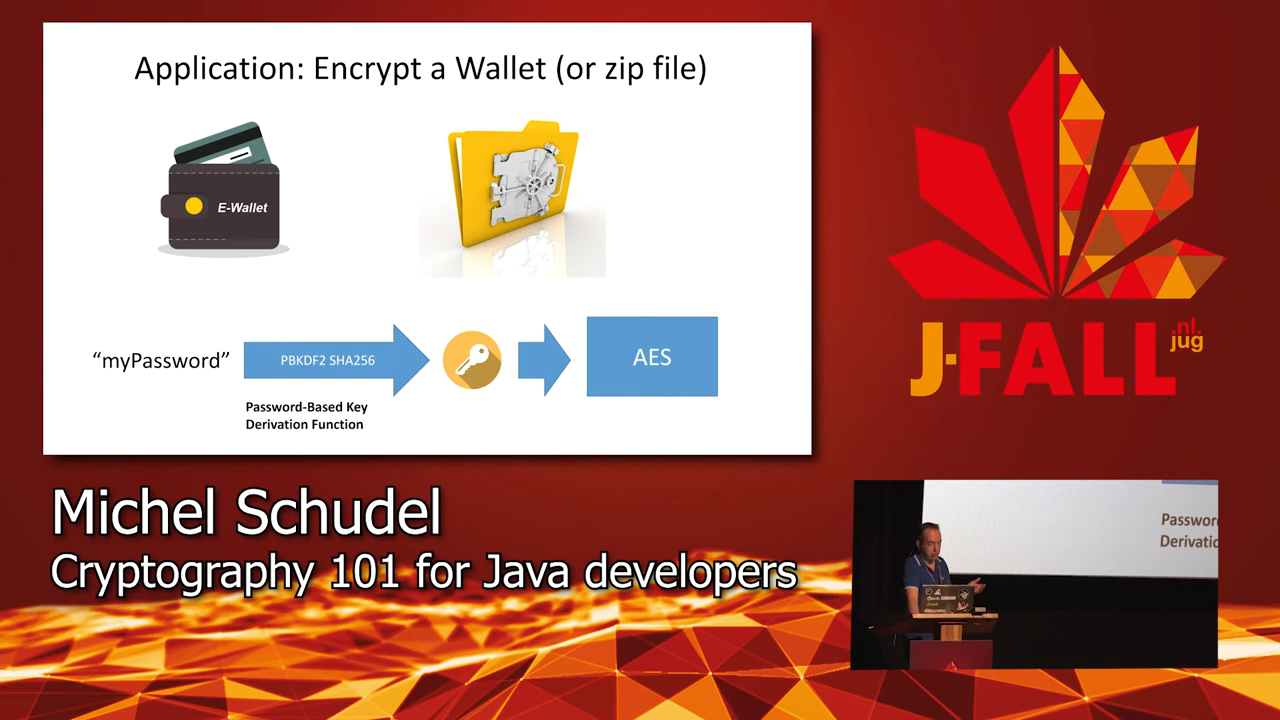 Application: Encrypt a Wallet (or zip file)
E-Wallet
“myPassword”
PBKDF2 SHA256
AES
Password-Based Key
Derivation Function
J-FALL
nl.
jug
Michel Schudel
Cryptography 101 for Java developers
Passwor
Derivatio